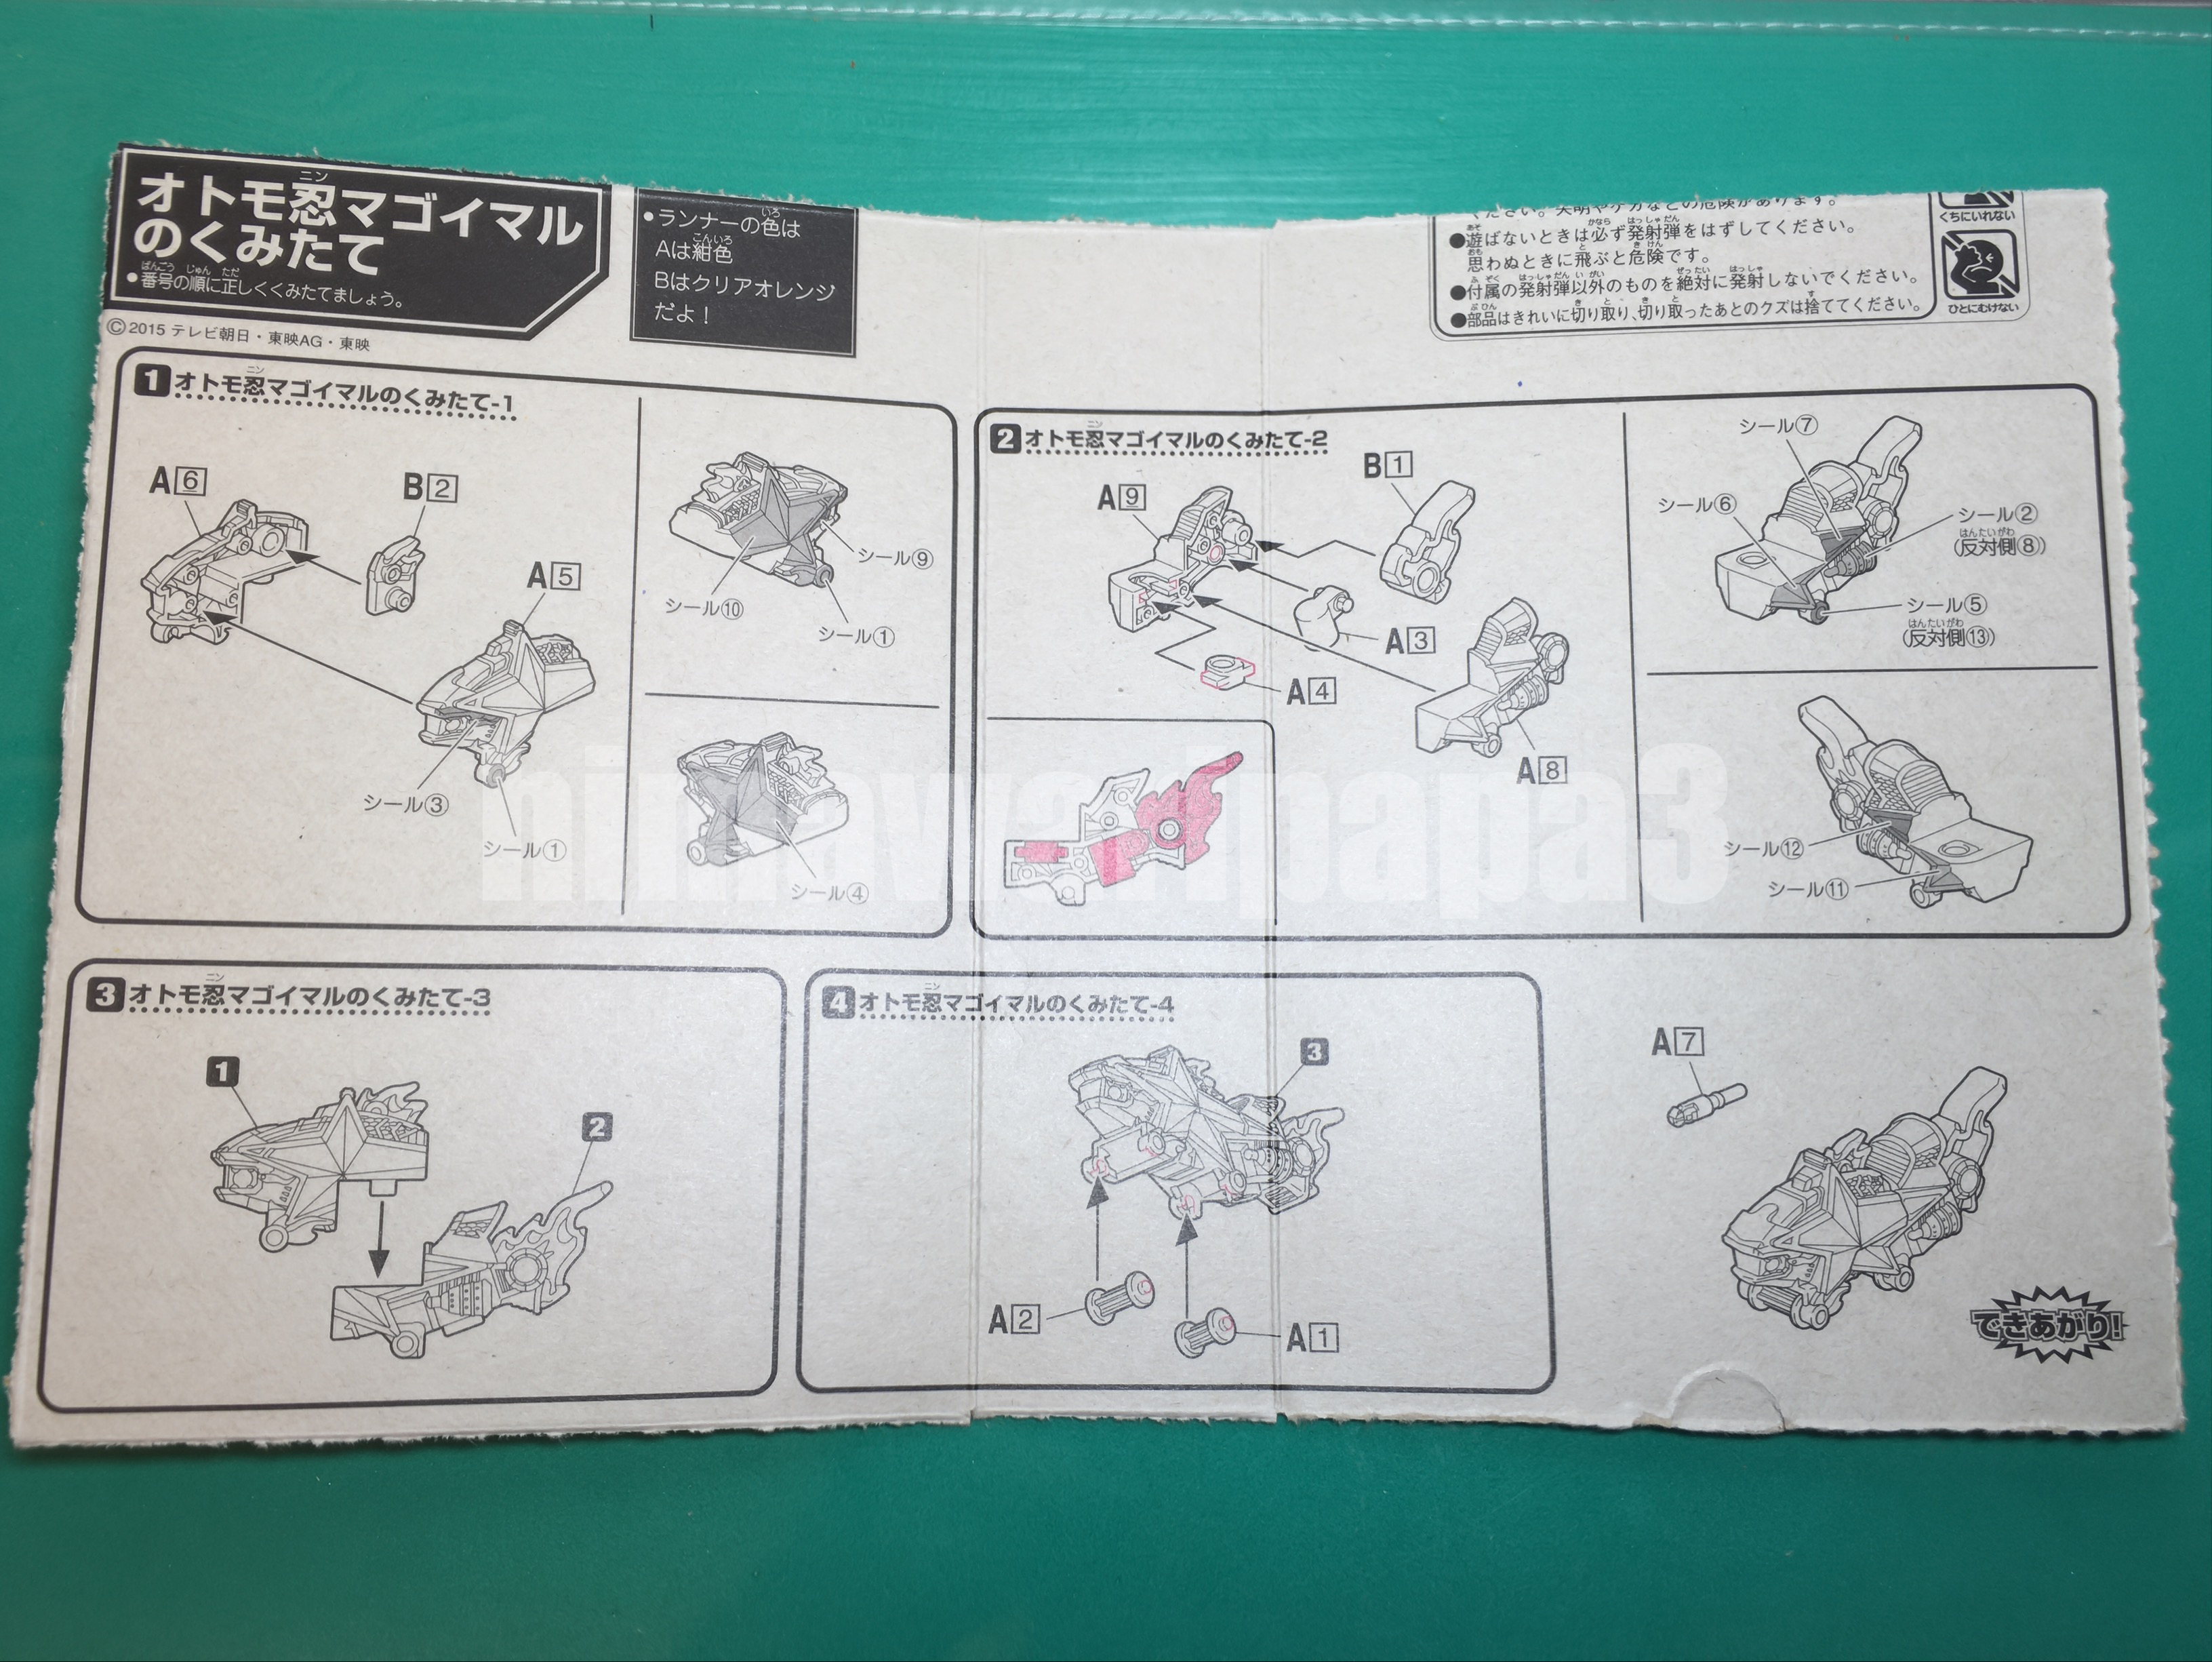 オトモ忍マゴイマル
のくみたて
●番号の順に正しくくみたてましょう。
©2015 テレビ朝日・東映AG・東映
●ランナーの色は
Aは紺色
Bはクリアオレンジ
だよ!
ください。失明やケガなどの危険があります。
●遊ばないときは必ず発射弾をはずしてください。
思わぬときに飛ぶと危険です。
●付属の発射弾以外のものを絶対に発射しないでください。
●部品はきれいに切り取り、切り取ったあとのクズは捨ててください。
くちにいれない
ひとにむけない
1 オトモ忍マゴイマルのくみたて-1
A6
B2
A5
シール③
シール①
シール⑨
シール⑩
シール①
シール④
2 オトモ忍マゴイマルのくみたて-2
A9
B1
A3
A4
A8
シール⑦
シール⑥
シール②
(反対側⑧)
シール⑤
(反対側⑬)
シール⑫
シール⑪
3 オトモ忍マゴイマルのくみたて-3
1
2
4 オトモ忍マゴイマルのくみたて-4
3
A2
A1
A7
できあがり!